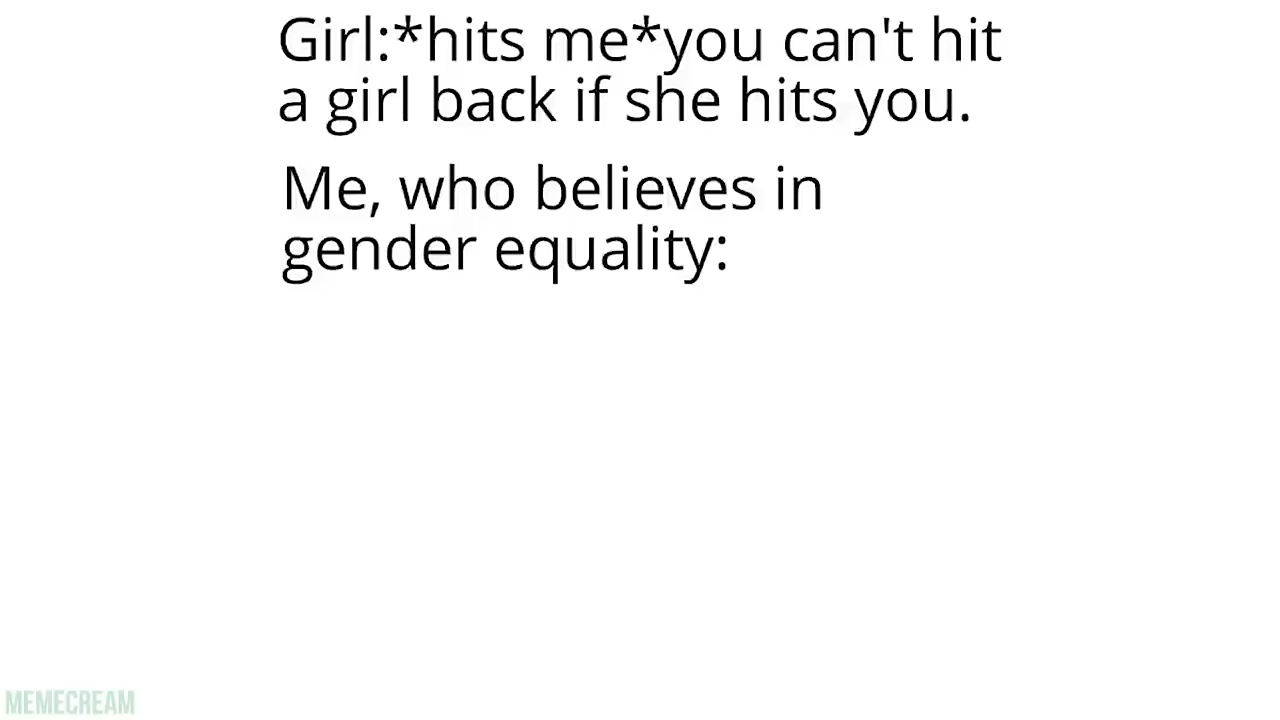 Girl:*hits me*you can't hit
a girl back if she hits you.
Me, who believes in
gender equality:
MEMECREAM